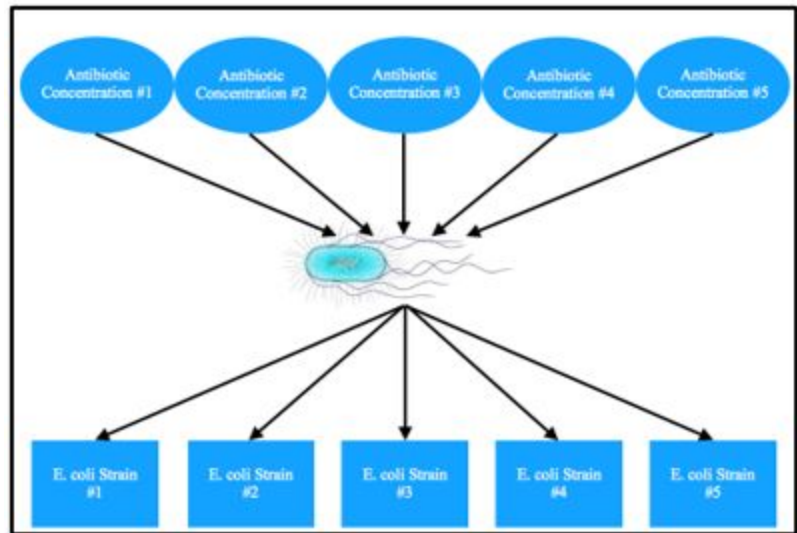 Antibiotic
Concentration #1
Antibiotic
Concentration #2
Antibiotic
Concentration #3
Antibiotic
Concentration #4
Antibiotic
Concentration #5
E. coli Strain
#1
E. coli Strain
#2
E. coli Strain
#3
E. coli Strain
#4
E. coli Strain
#5